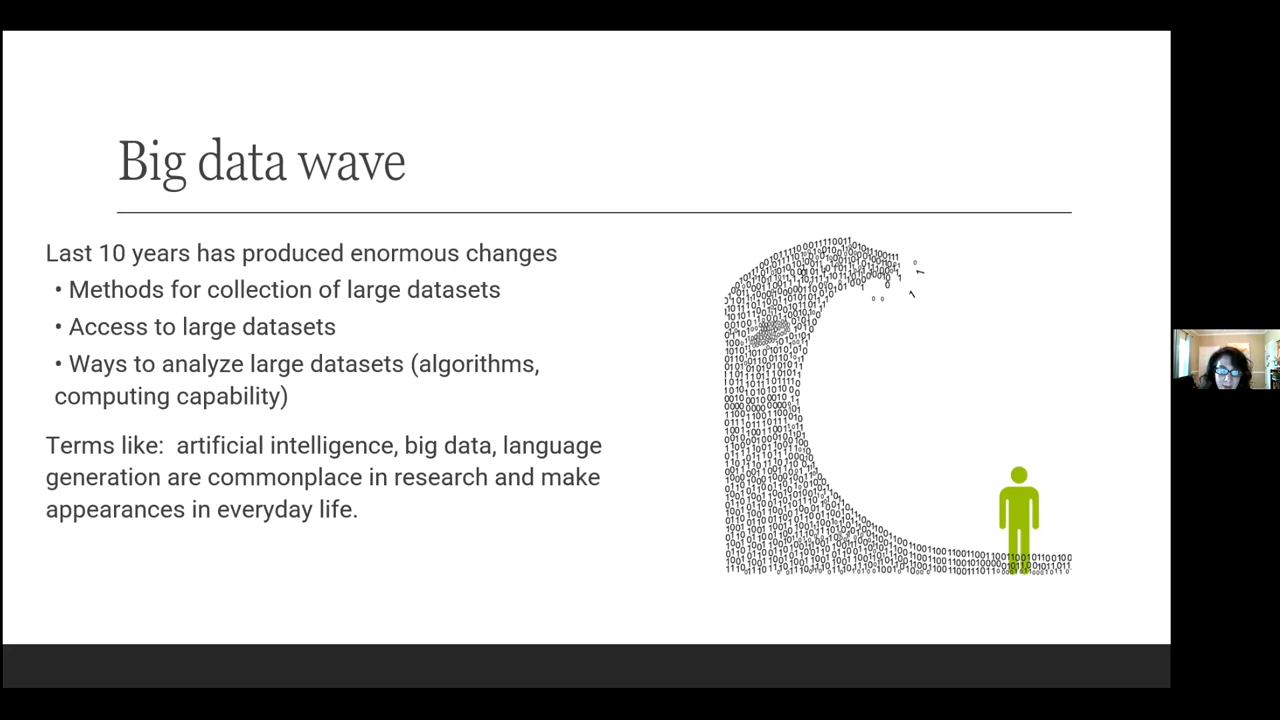 Big data wave
Last 10 years has produced enormous changes
• Methods for collection of large datasets
• Access to large datasets
• Ways to analyze large datasets (algorithms,
computing capability)
Terms like:  artificial intelligence, big data, language
generation are commonplace in research and make
appearances in everyday life.